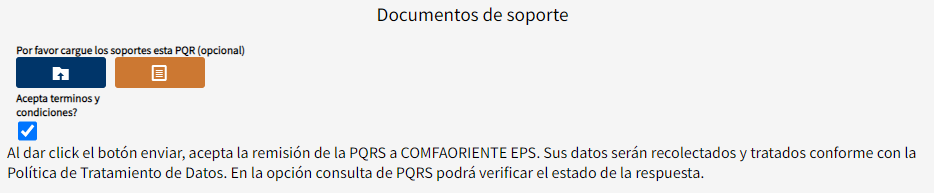 Documentos de soporte
Por favor cargue los soportes esta PQR (opcional)
Acepta terminos y
condiciones?
Al dar click el botón enviar, acepta la remisión de la PQRS a COMFAORIENTE EPS. Sus datos serán recolectados y tratados conforme con la
Política de Tratamiento de Datos. En la opción consulta de PQRS podrá verificar el estado de la respuesta.